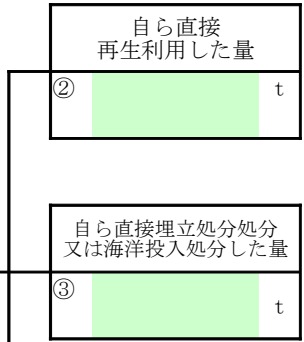 自ら直接
再生利用した量
② t
自ら直接埋立処分処分
又は海洋投入処分した量
③
t